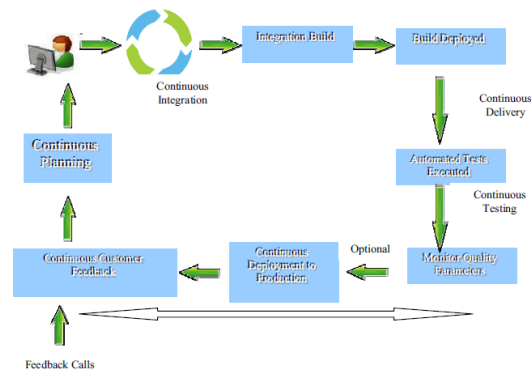 Integration Build
Build Deployed
Continuous
Integration
Continuous
Delivery
Continuous
Planning
Automated Tests
Executed
Continuous
Testing
Continuous Customer
Feedback
Continuous
Deployment to
Production
Optional
Monitor Quality
Parameters
Feedback Calls